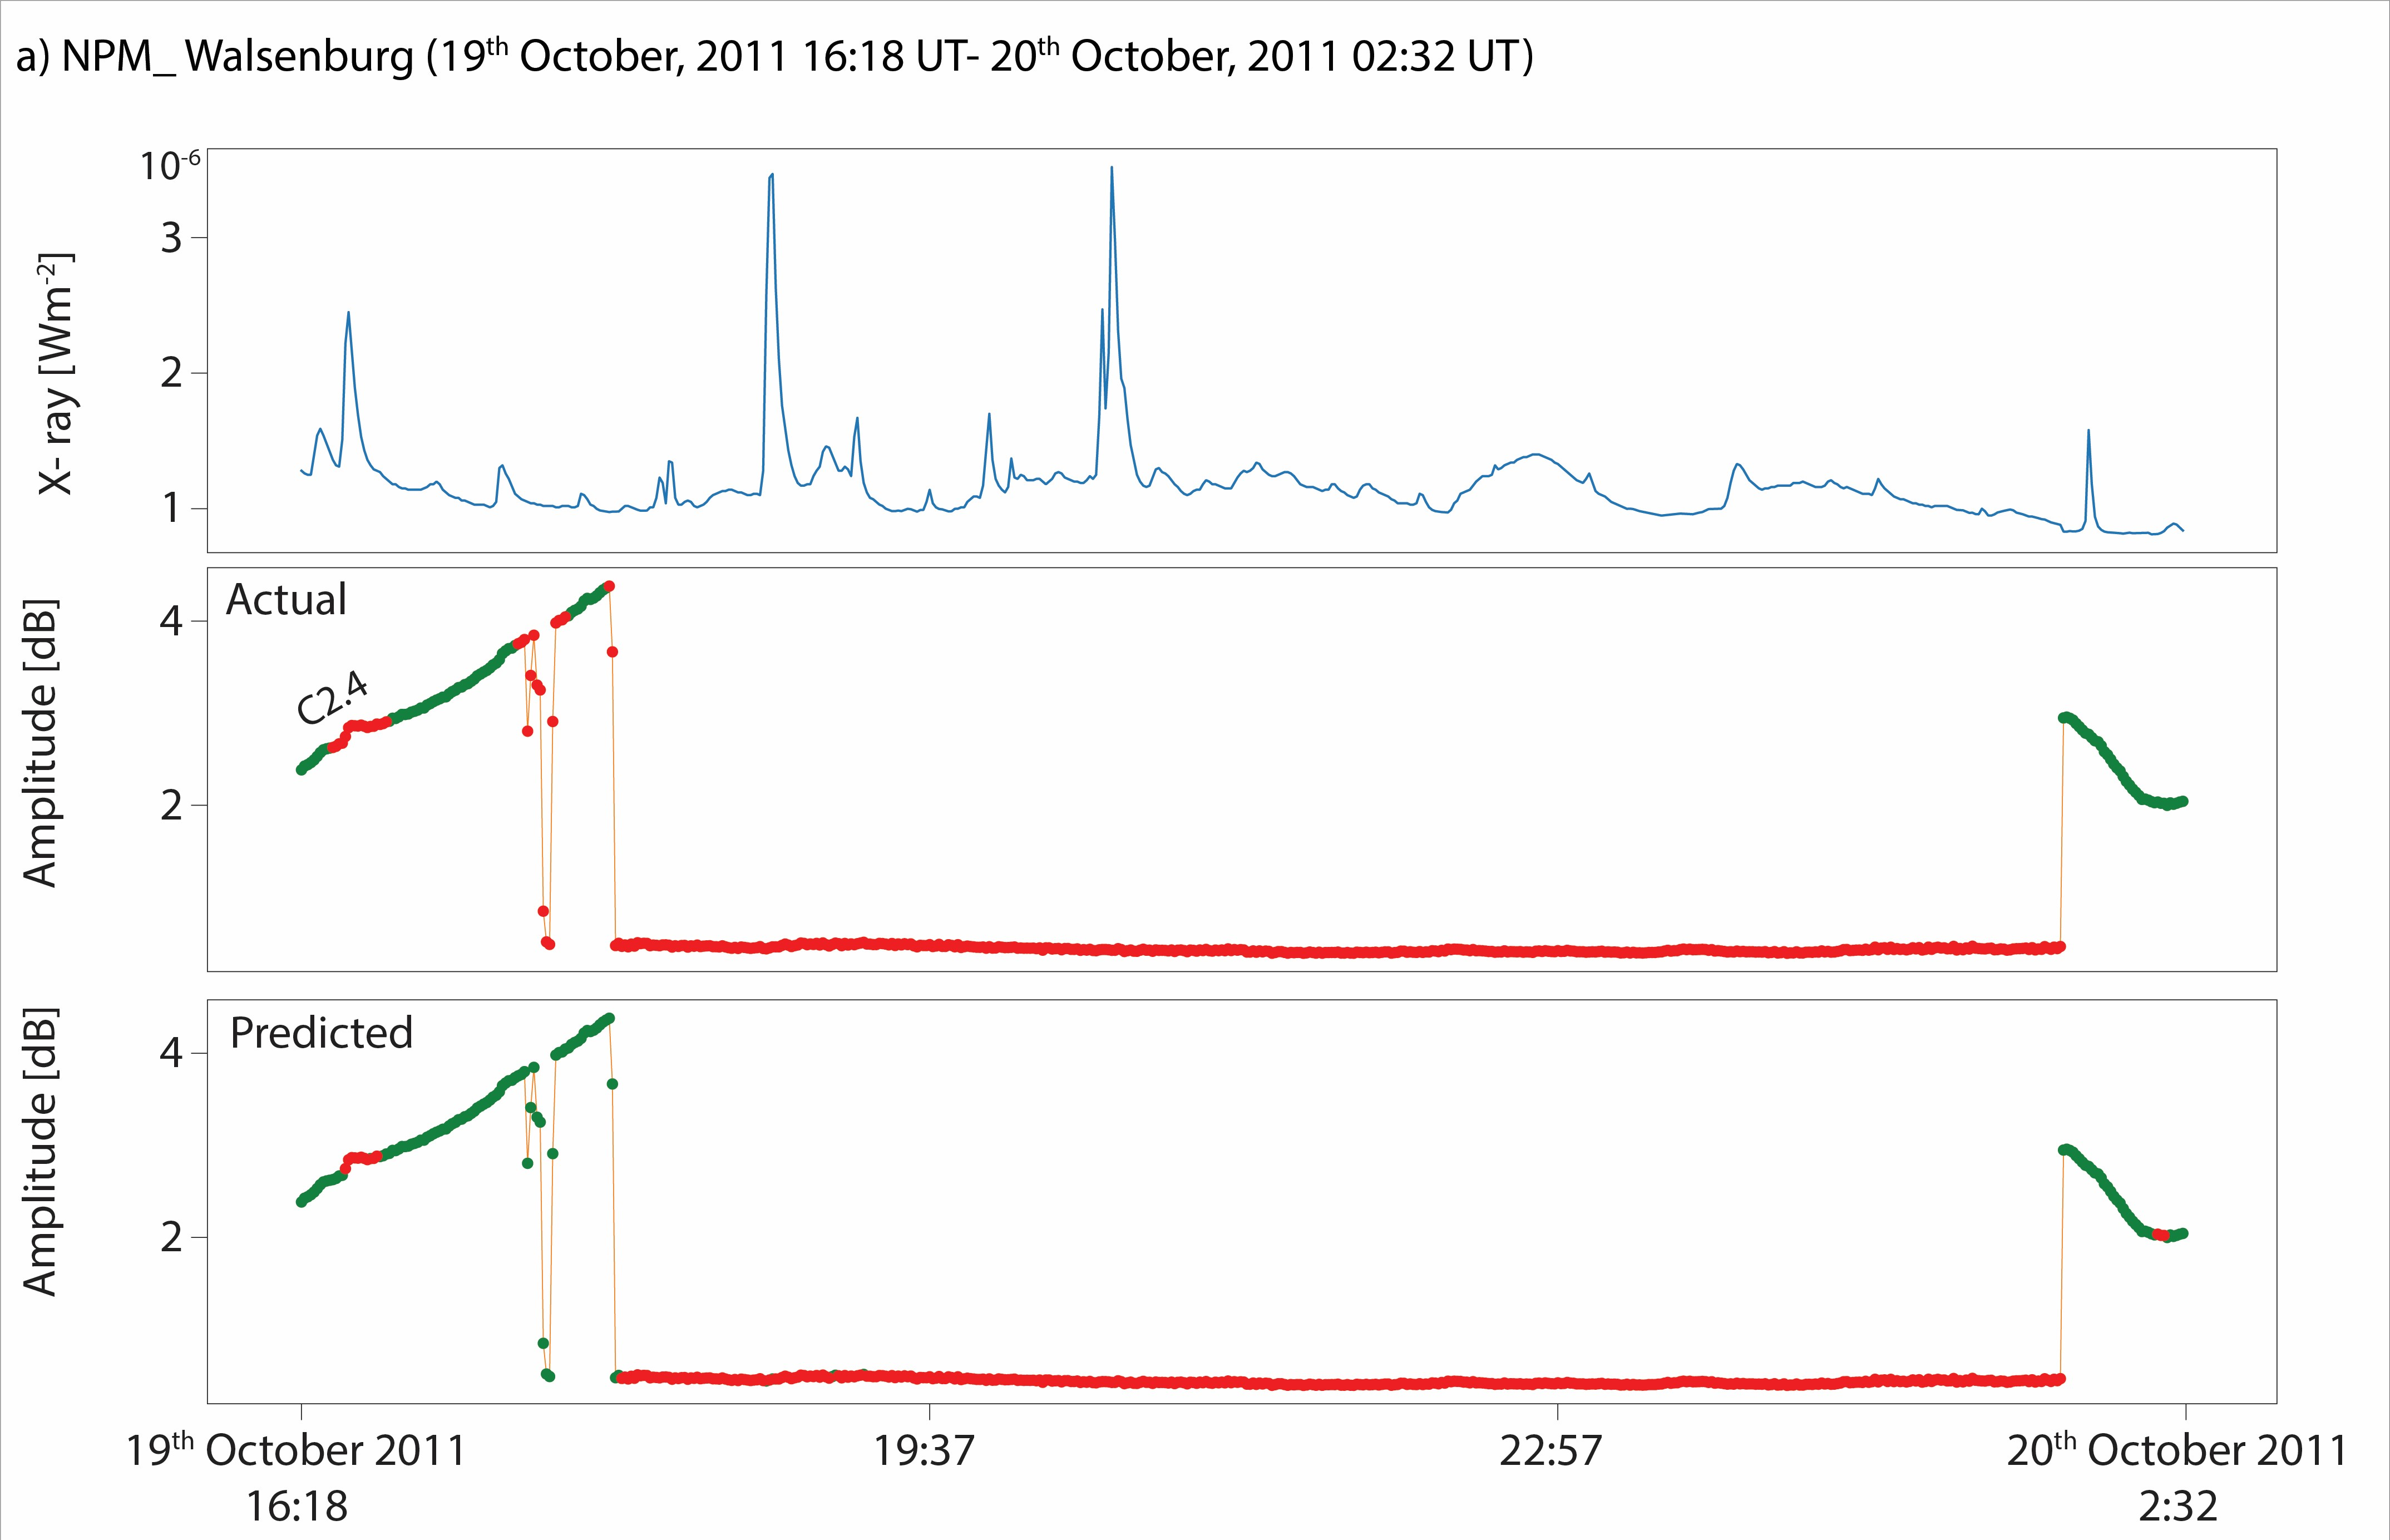 a) NPM_ Walsenburg (19th October, 2011 16:18 UT- 20th October, 2011 02:32 UT)
10-6
3
2
1
X- ray [Wm-2]
Actual
4
2
C2.4
Amplitude [dB]
Predicted
4
2
Amplitude [dB]
19th October 2011 19:37 22:57 20th October 2011
16:18 2:32